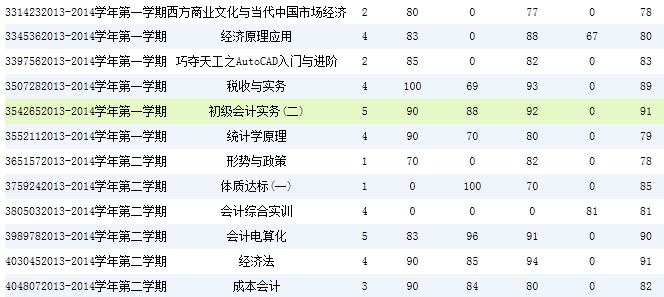 3314232013-2014学年第一学期西方商业文化与当代中国市场经济 2 80 0 77 0 78
3345362013-2014学年第一学期 经济原理应用 4 83 0 88 67 80
3397562013-2014学年第一学期 巧夺天工之AutoCAD入门与进阶 2 85 0 82 0 83
3507282013-2014学年第一学期 税收与实务 4 100 69 93 0 89
3542652013-2014学年第一学期 初级会计实务(二) 5 90 88 92 0 91
3552112013-2014学年第一学期 统计学原理 4 90 70 80 0 79
3651572013-2014学年第二学期 形势与政策 1 70 0 82 0 78
3759242013-2014学年第二学期 体质达标(一) 1 0 100 70 0 85
3805032013-2014学年第二学期 会计综合实训 4 0 0 0 81 81
3989782013-2014学年第二学期 会计电算化 5 83 96 91 0 90
4030452013-2014学年第二学期 经济法 4 90 85 94 0 91
4048072013-2014学年第二学期 成本会计 3 90 84 80 0 82